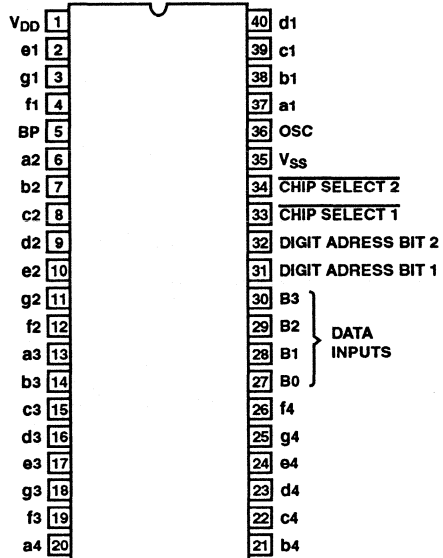 VDD 1 40 d1
e1 2 39 c1
g1 3 38 b1
f1 4 37 a1
BP 5 36 OSC
a2 6 35 VSS
b2 7 34 CHIP SELECT 2
c2 8 33 CHIP SELECT 1
d2 9 32 DIGIT ADRESS BIT 2
e2 10 31 DIGIT ADRESS BIT 1
g2 11 30 B3
f2 12 29 B2 DATA
a3 13 28 B1 INPUTS
b3 14 27 B0
c3 15 26 f4
d3 16 25 g4
e3 17 24 e4
g3 18 23 d4
f3 19 22 c4
a4 20 21 b4